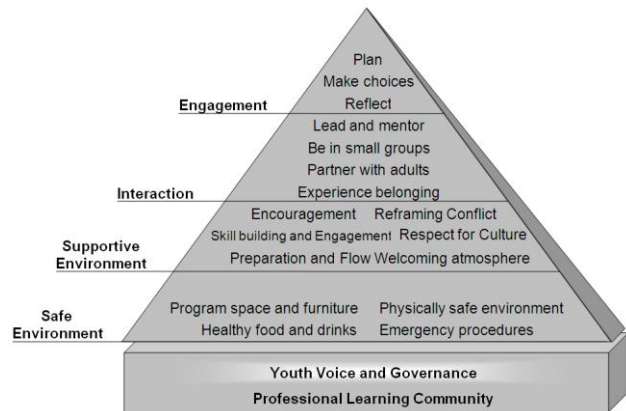 Plan
Make choices
Engagement
Reflect
Lead and mentor
Be in small groups
Partner with adults
Interaction
Experience belonging
Encouragement Reframing Conflict
Skill building and Engagement Respect for Culture
Supportive
Environment
Preparation and Flow Welcoming atmosphere
Program space and furniture Physically safe environment
Safe
Environment
Healthy food and drinks Emergency procedures
Youth Voice and Governance
Professional Learning Community